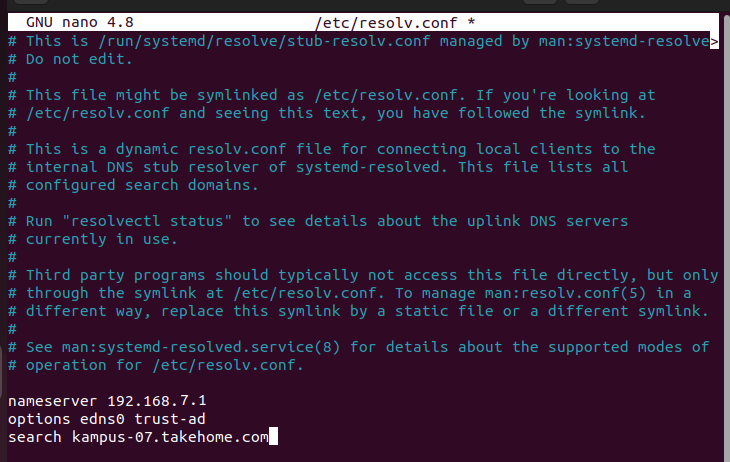 GNU nano 4.8 /etc/resolv.conf *
# This is /run/systemd/resolve/stub-resolv.conf managed by man:systemd-resolve>
# Do not edit.
#
# This file might be symlinked as /etc/resolv.conf. If you're looking at
# /etc/resolv.conf and seeing this text, you have followed the symlink.
#
# This is a dynamic resolv.conf file for connecting local clients to the
# internal DNS stub resolver of systemd-resolved. This file lists all
# configured search domains.
#
# Run "resolvectl status" to see details about the uplink DNS servers
# currently in use.
#
# Third party programs should typically not access this file directly, but only
# through the symlink at /etc/resolv.conf. To manage man:resolv.conf(5) in a
# different way, replace this symlink by a static file or a different symlink.
#
# See man:systemd-resolved.service(8) for details about the supported modes of
# operation for /etc/resolv.conf.
nameserver 192.168.7.1
options edns0 trust-ad
search kampus-07.takehome.com